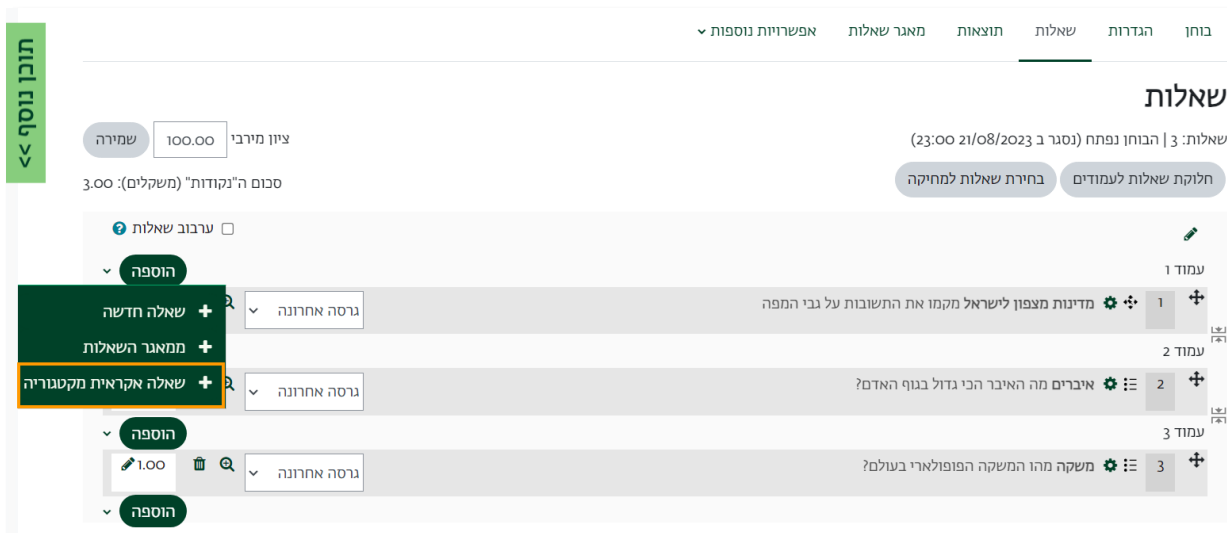 בוחן הגדרות שאלות תוצאות מאגר שאלות אפשרויות נוספות
תוכן נוסף >>
שאלות
שאלות: 3 | הבוחן נפתח (נסגר ב 21/08/2023 23:00)
ציון מירבי 100.00 שמירה
חלוקת שאלות לעמודים בחירת שאלות למחיקה
סכום ה"נקודות" (משקלים): 3.00
ערבוב שאלות
עמוד 1
הוספה
שאלה חדשה
ממאגר השאלות
שאלה אקראית מקטגוריה
1 מדינות מצפון לישראל מקמו את התשובות על גבי המפה גרסה אחרונה
עמוד 2
2 איברים מה האיבר הכי גדול בגוף האדם? גרסה אחרונה
עמוד 3
הוספה
3 משקה מהו המשקה הפופולארי בעולם? גרסה אחרונה 1.00
הוספה